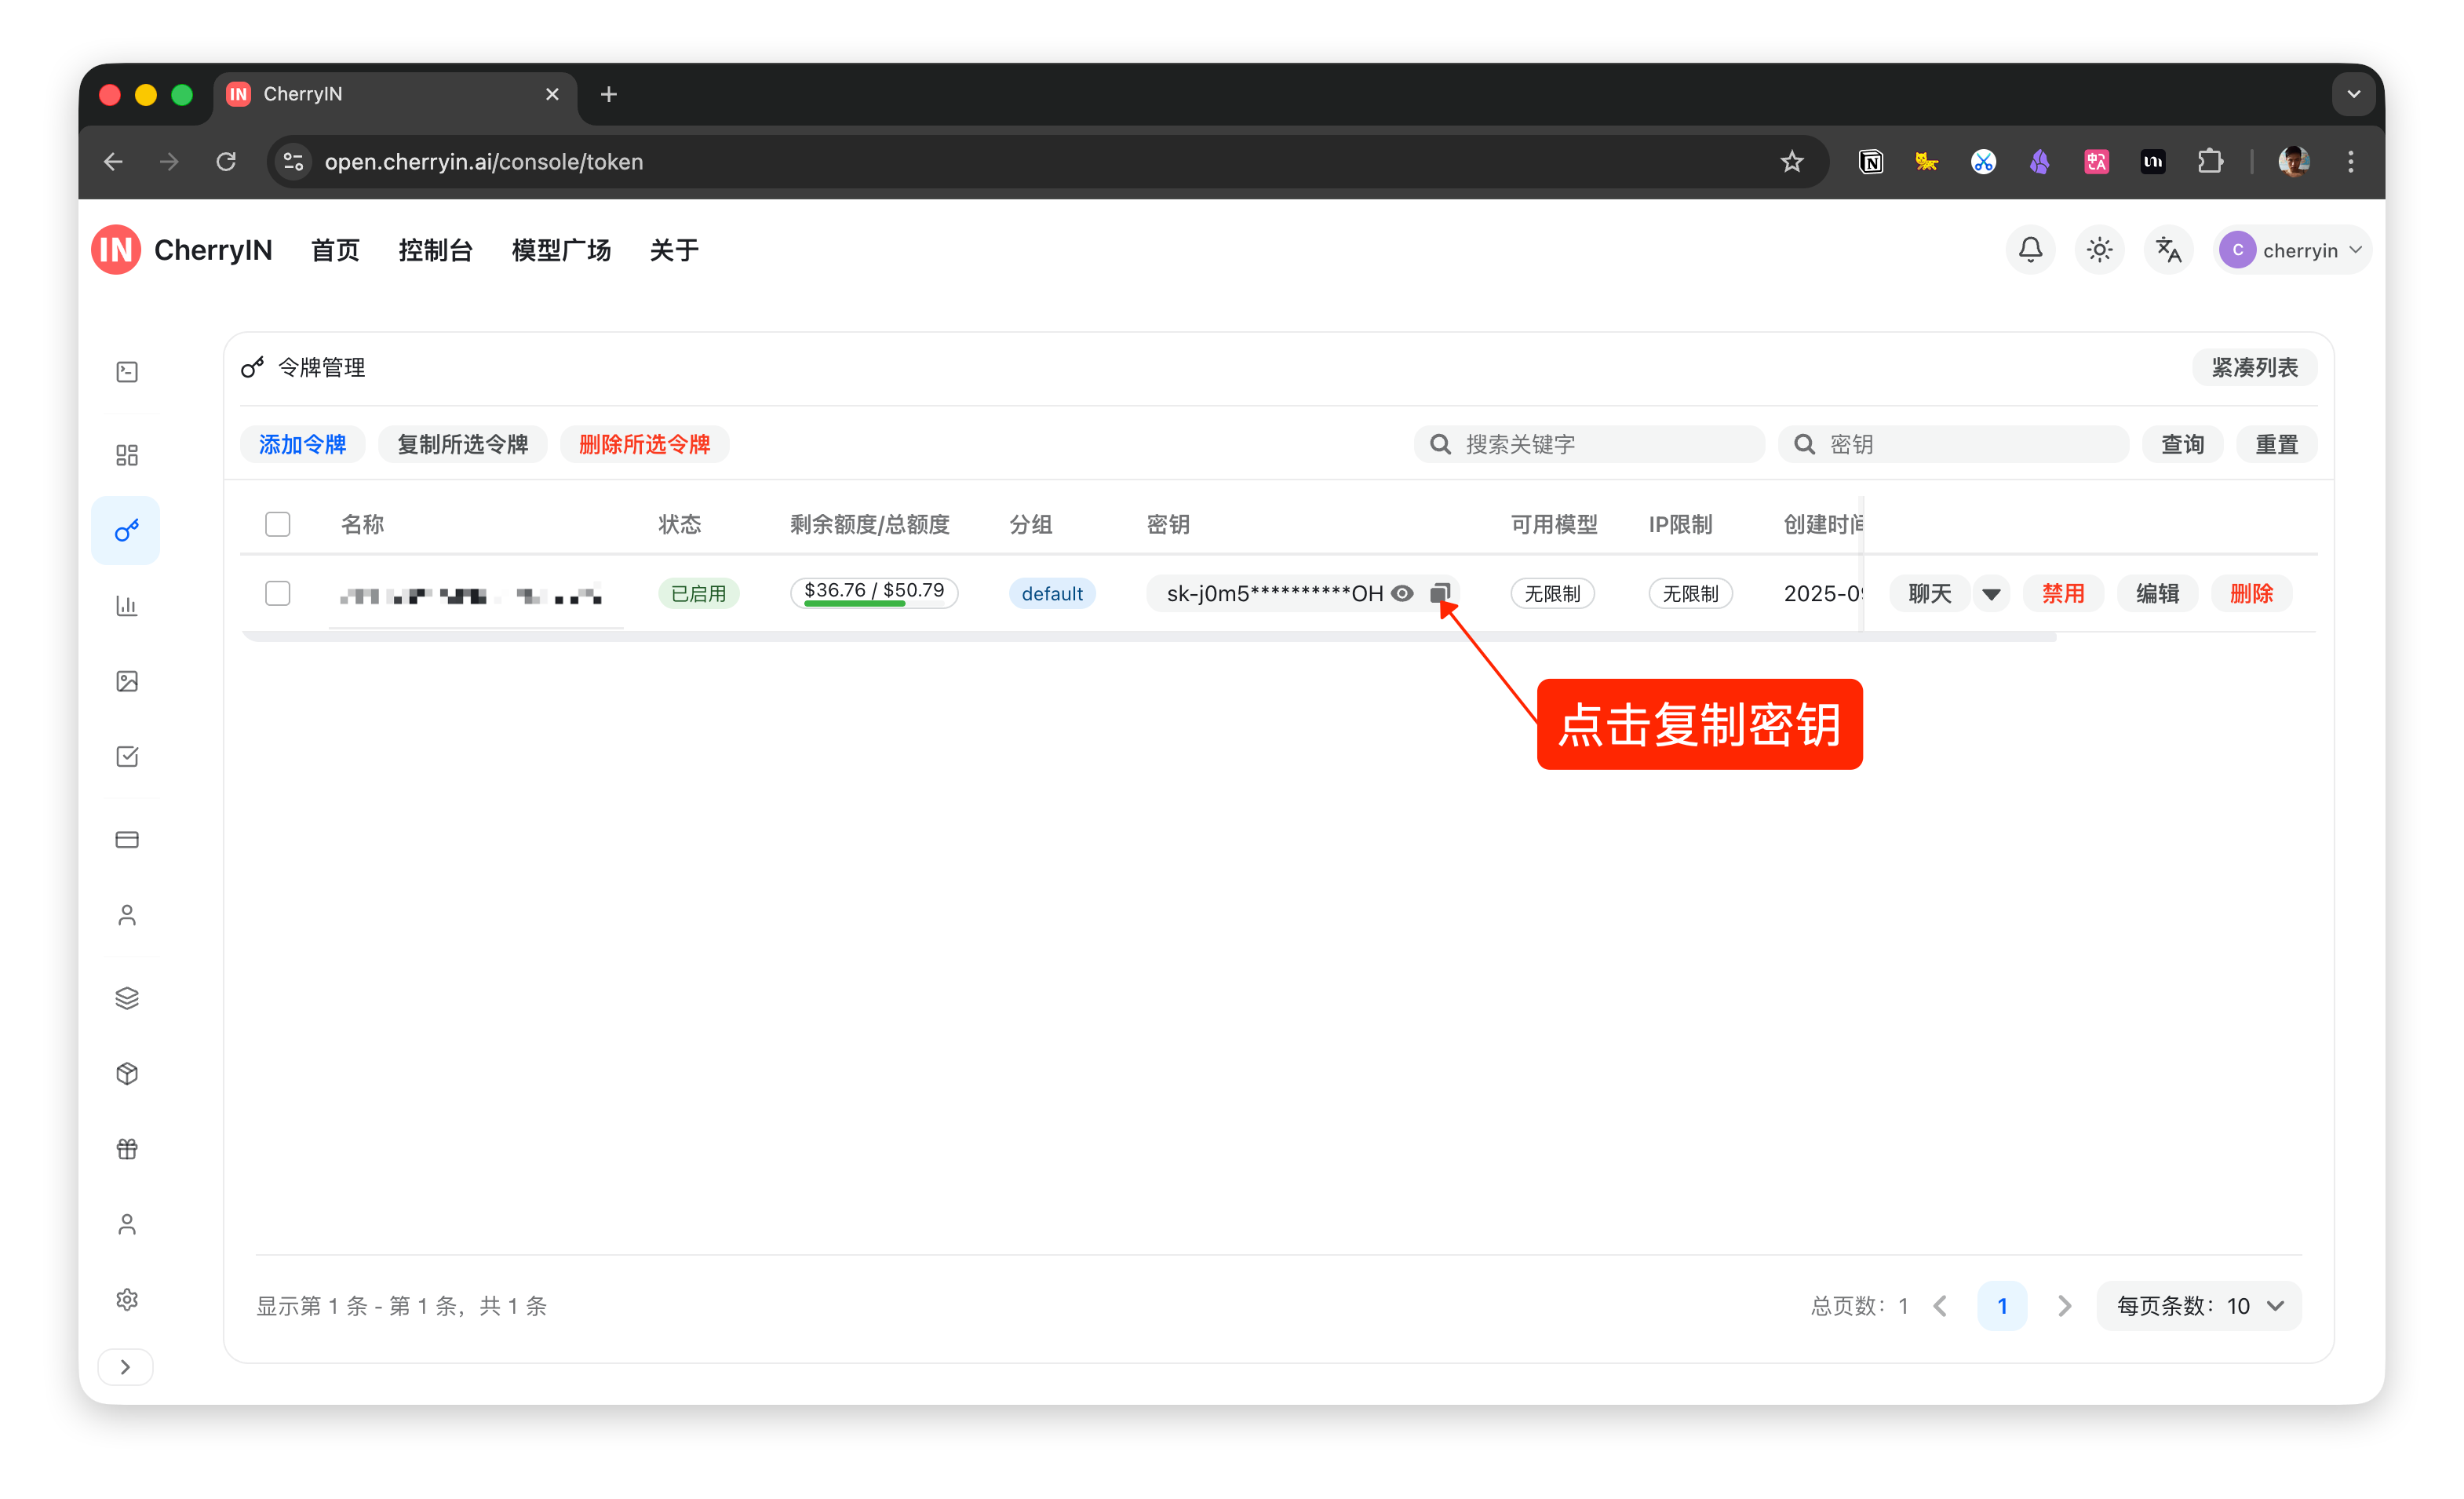 CherryIN
open.cherryin.ai/console/token
IN CherryIN 首页 控制台 模型广场 关于 C cherryin
令牌管理 紧凑列表
添加令牌 复制所选令牌 删除所选令牌 搜索关键字 密钥 查询 重置
名称 状态 剩余额度/总额度 分组 密钥 可用模型 IP限制 创建时间
已启用 $36.76 / $50.79 default sk-j0m5**********OH 无限制 无限制 2025-09 聊天 禁用 编辑 删除
点击复制密钥
显示第 1 条 - 第 1 条，共 1 条 总页数：1 1 每页条数：10